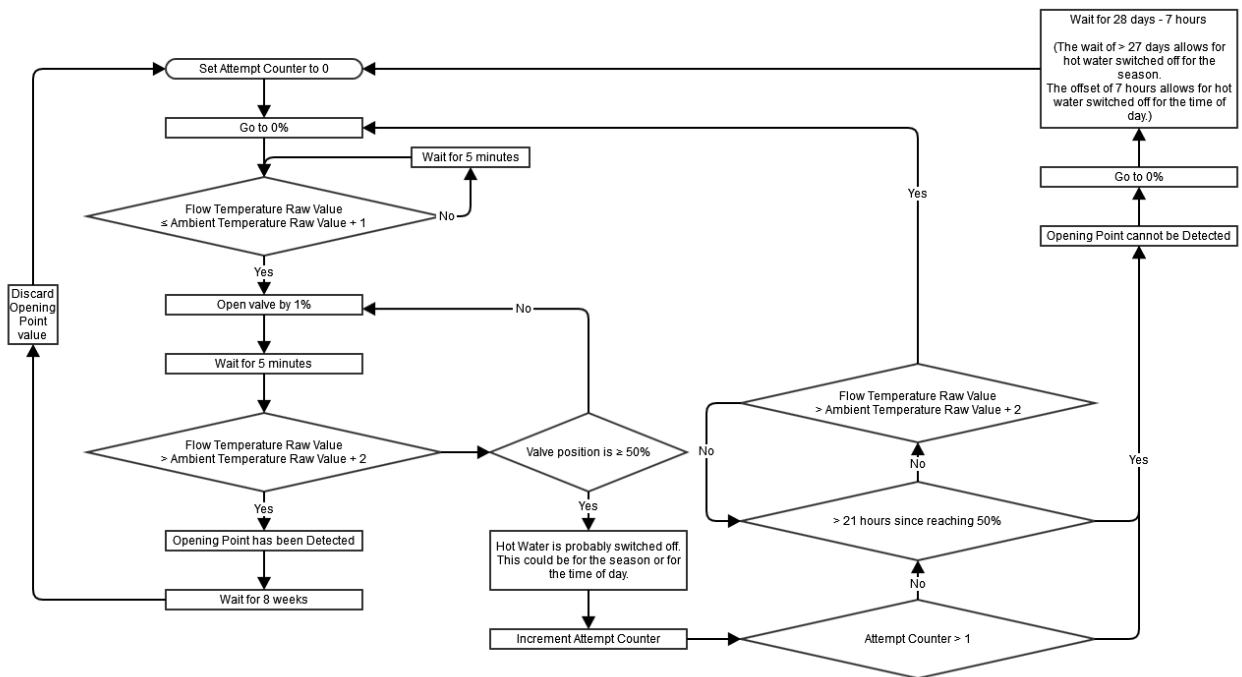 Wait for 28 days - 7 hours
(The wait of > 27 days allows for
hot water switched off for the
season.
The offset of 7 hours allows for hot
water switched off for the time of
day.)
Set Attempt Counter to 0
Go to 0%
Wait for 5 minutes
Go to 0%
Yes
Flow Temperature Raw Value
≤ Ambient Temperature Raw Value + 1
No
Opening Point cannot be Detected
Yes
Discard
Opening
Point
value
Open valve by 1%
No
Wait for 5 minutes
Flow Temperature Raw Value
> Ambient Temperature Raw Value + 2
Flow Temperature Raw Value
> Ambient Temperature Raw Value + 2
Valve position is ≥ 50%
No
No
Yes
Yes
Yes
> 21 hours since reaching 50%
Opening Point has been Detected
Hot Water is probably switched off.
This could be for the season or for
the time of day.
No
Wait for 8 weeks
Increment Attempt Counter
Attempt Counter > 1